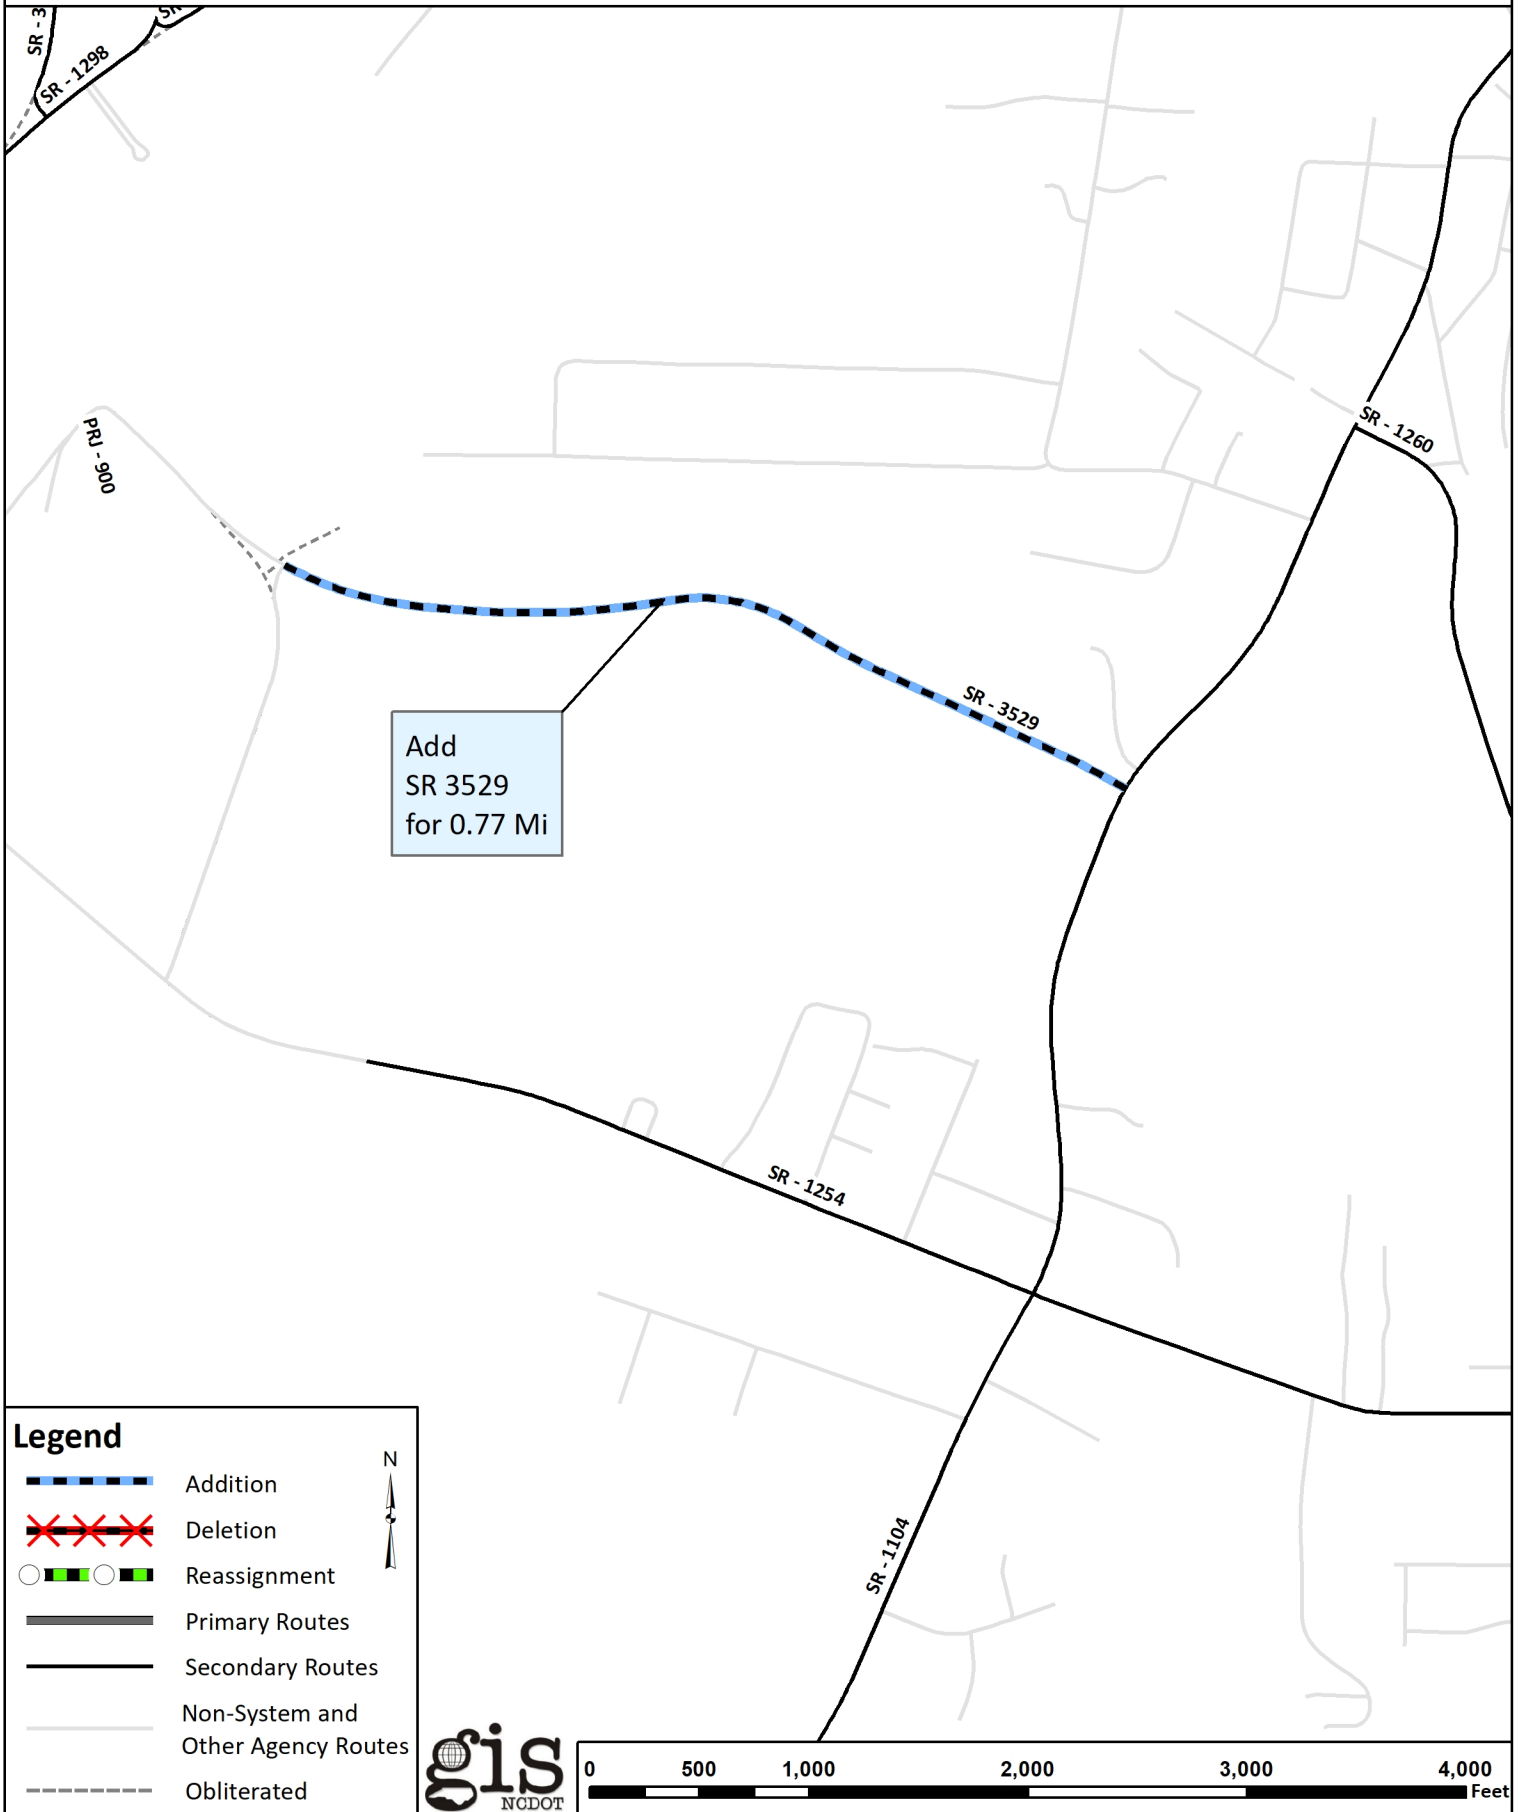 SR - 3
SR
SR - 1298
PRJ - 900
SR - 1260
SR - 3529
Add
SR 3529
for 0.77 Mi
SR - 1254
SR - 1104
Legend
N
Addition
Deletion
Reassignment
Primary Routes
Secondary Routes
Non-System and
Other Agency Routes
Obliterated
gis
NCDOT
0 500 1,000 2,000 3,000 4,000
Feet